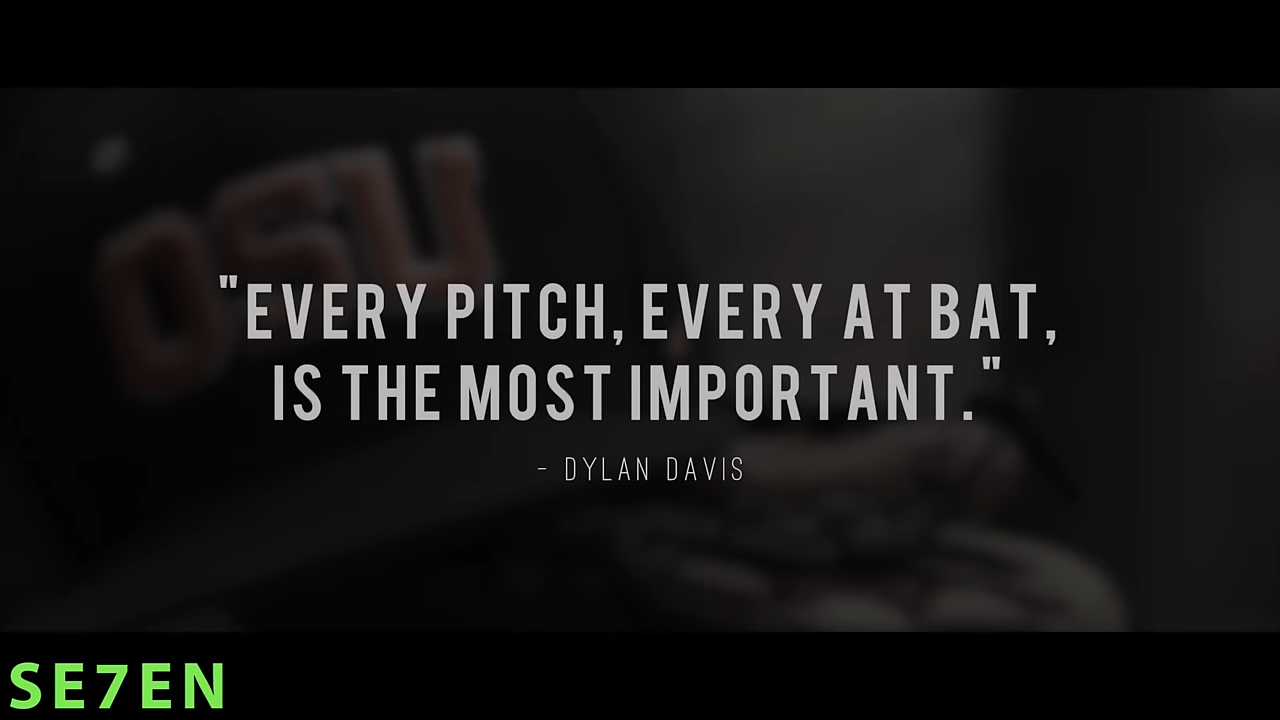 OSU
"EVERY PITCH, EVERY AT BAT,
IS THE MOST IMPORTANT."
- DYLAN DAVIS
SE7EN